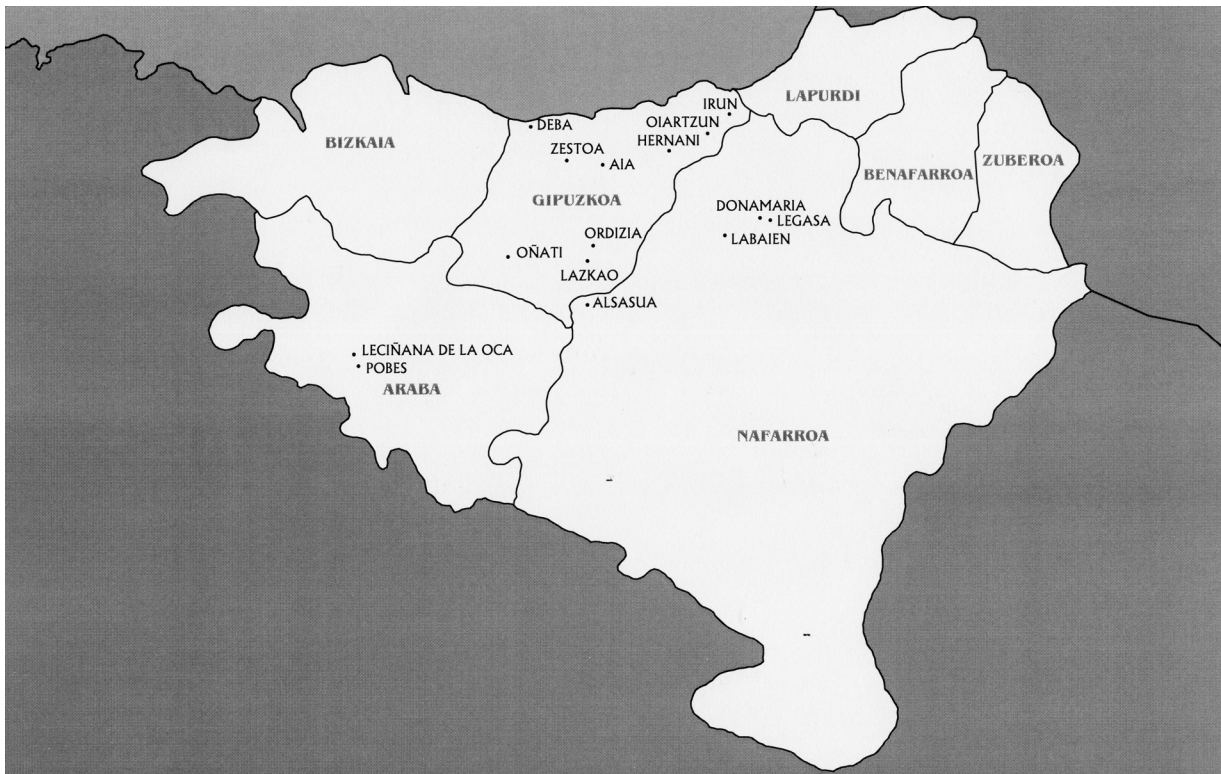 LAPURDI
IRUN
OIARTZUN
DEBA
HERNANI
BIZKAIA
ZESTOA
AIA
ZUBEROA
BENAFARROA
GIPUZKOA
DONAMARIA
LEGASA
ORDIZIA
LABAIEN
OÑATI
LAZKAO
ALSASUA
LECIÑANA DE LA OCA
POBES
ARABA
NAFARROA